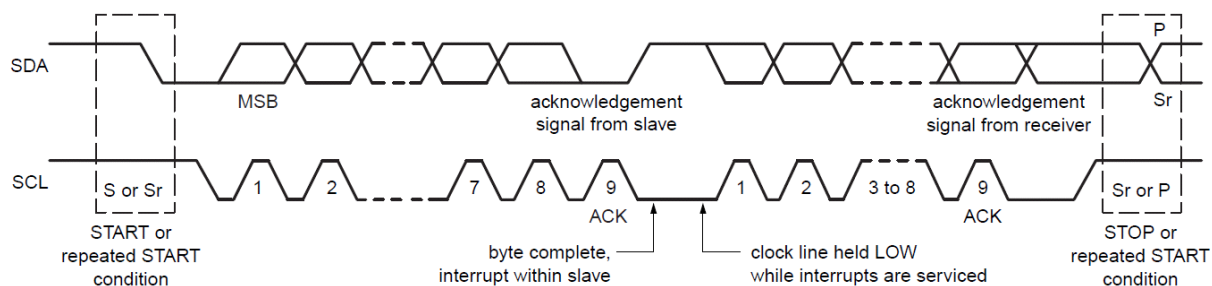 P
SDA
MSB
acknowledgement
signal from slave
acknowledgement
signal from receiver
Sr
SCL
S or Sr
1
2
7
8
9
1
2
3 to 8
9
Sr or P
ACK
ACK
START or
repeated START
condition
byte complete,
interrupt within slave
clock line held LOW
while interrupts are serviced
STOP or
repeated START
condition